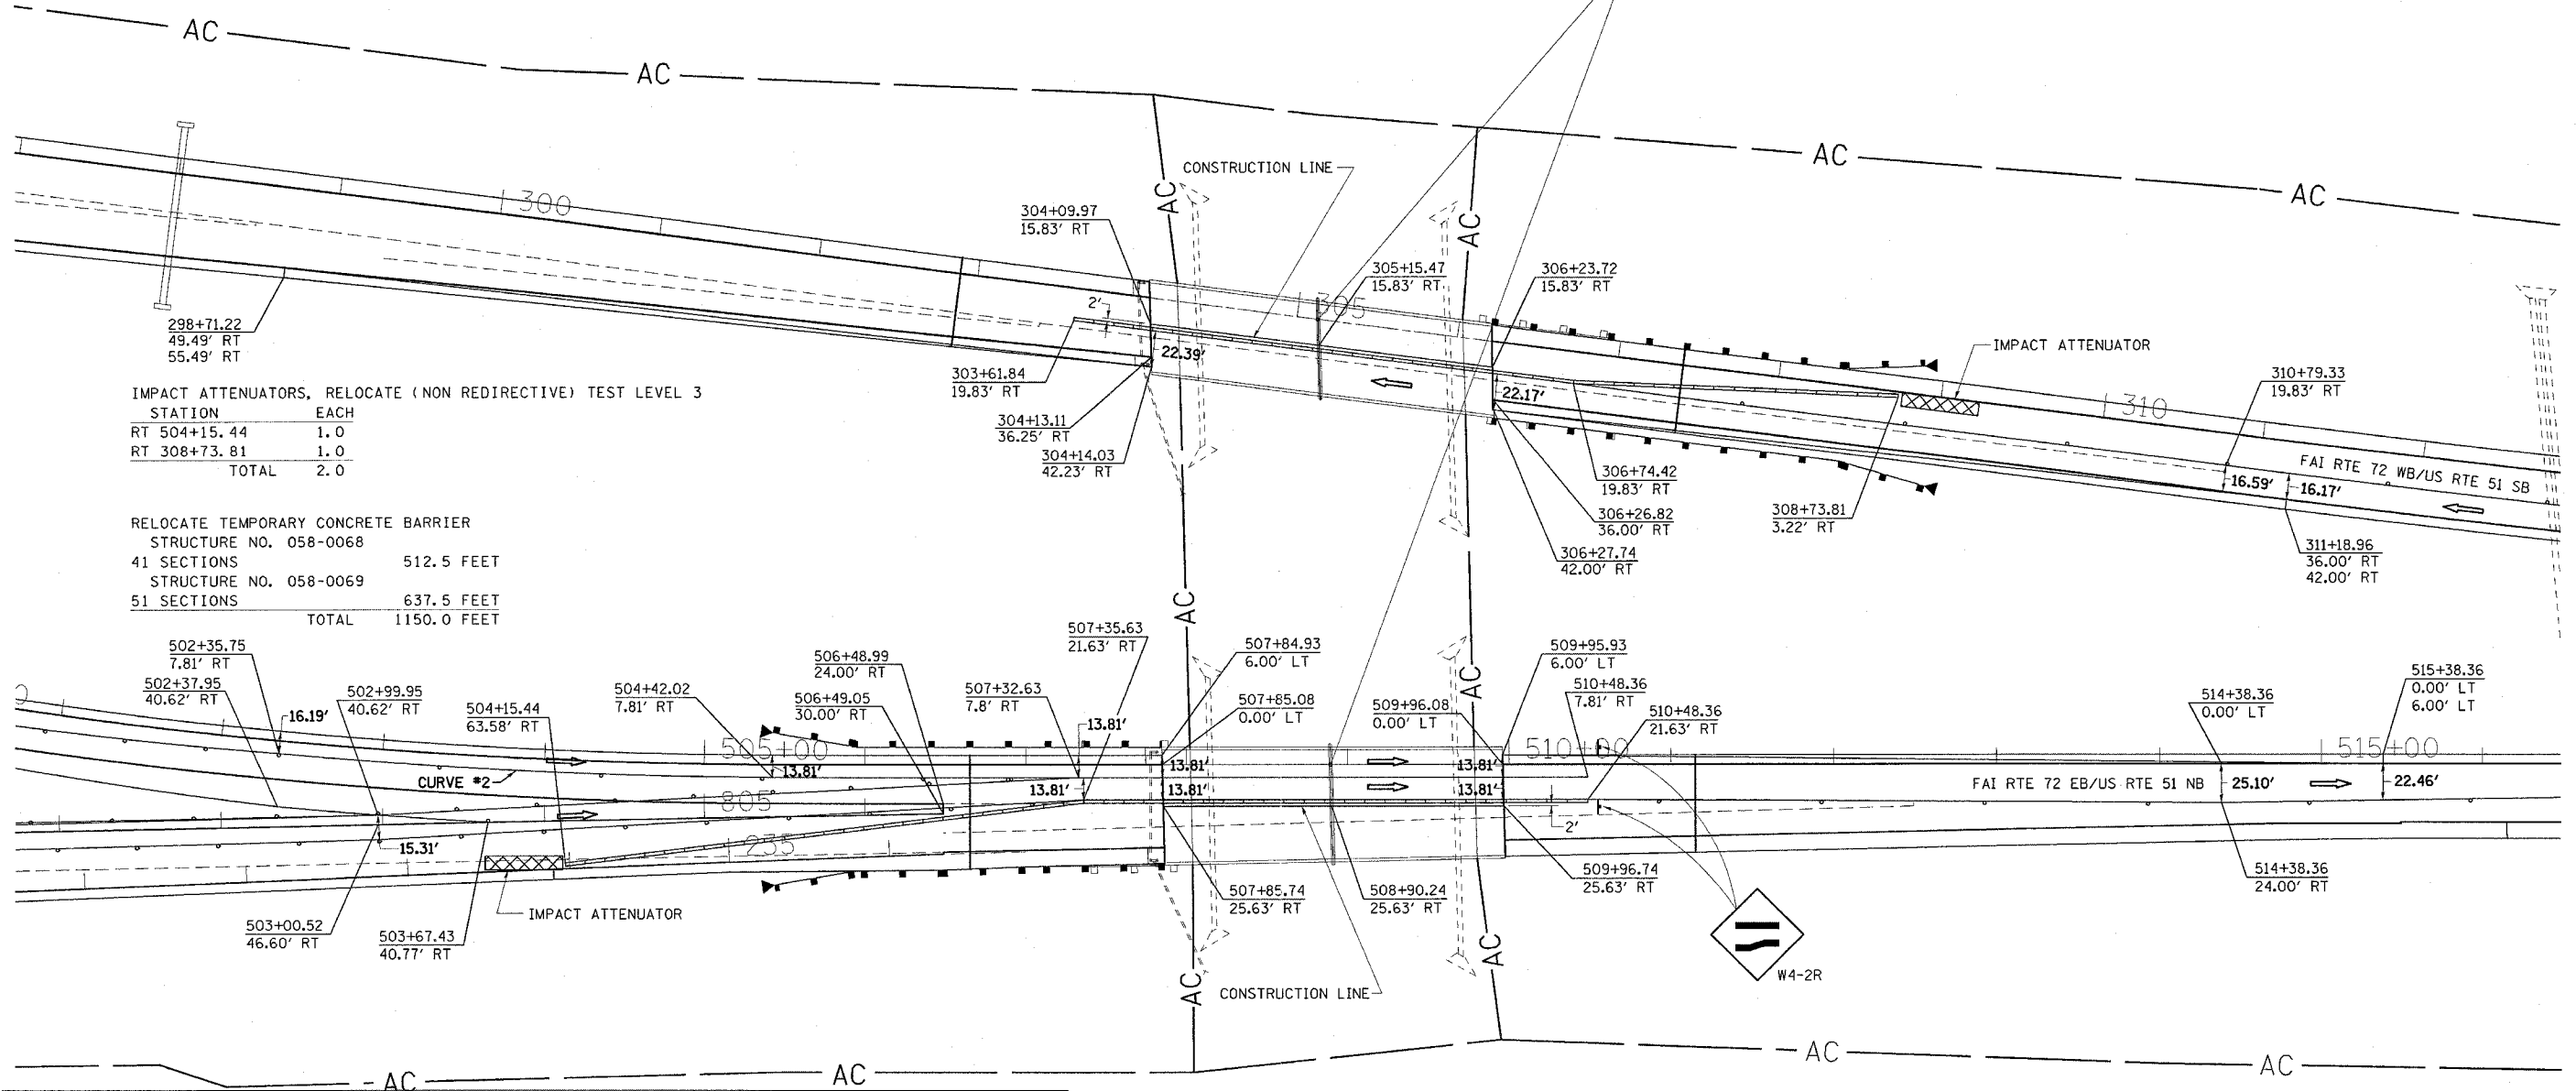 AC
AC
AC
AC
CONSTRUCTION LINE
AC
AC
300
304+09.97
15.83' RT
305+15.47
15.83' RT
306+23.72
15.83' RT
305
2'
22.39'
298+71.22
49.49' RT
55.49' RT
303+61.84
19.83' RT
304+13.11
36.25' RT
304+14.03
42.23' RT
IMPACT ATTENUATOR
310+79.33
19.83' RT
310
22.17'
306+74.42
19.83' RT
306+26.82
36.00' RT
306+27.74
42.00' RT
308+73.81
3.22' RT
FAI RTE 72 WB/US RTE 51 SB
16.59'
16.17'
311+18.96
36.00' RT
42.00' RT
IMPACT ATTENUATORS, RELOCATE (NON REDIRECTIVE) TEST LEVEL 3
STATION EACH
RT 504+15.44 1.0
RT 308+73.81 1.0
TOTAL 2.0
RELOCATE TEMPORARY CONCRETE BARRIER
STRUCTURE NO. 058-0068
41 SECTIONS 512.5 FEET
STRUCTURE NO. 058-0069
51 SECTIONS 637.5 FEET
TOTAL 1150.0 FEET
AC
AC
502+35.75
7.81' RT
502+37.95
40.62' RT
502+99.95
40.62' RT
504+15.44
63.58' RT
504+42.02
7.81' RT
506+48.99
24.00' RT
506+49.05
30.00' RT
507+35.63
21.63' RT
507+32.63
7.8' RT
507+84.93
6.00' LT
507+85.08
0.00' LT
509+95.93
6.00' LT
509+96.08
0.00' LT
510+48.36
7.81' RT
510+48.36
21.63' RT
514+38.36
0.00' LT
515+38.36
0.00' LT
6.00' LT
0
16.19'
13.81'
505+00
510+00
515+00
13.81'
13.81'
13.81'
CURVE #2
805
13.81'
13.81'
13.81'
FAI RTE 72 EB/US RTE 51 NB
25.10'
22.46'
15.31'
235
2'
IMPACT ATTENUATOR
503+00.52
46.60' RT
503+67.43
40.77' RT
507+85.74
25.63' RT
508+90.24
25.63' RT
509+96.74
25.63' RT
514+38.36
24.00' RT
W4-2R
AC
AC
CONSTRUCTION LINE
AC
AC
AC
AC